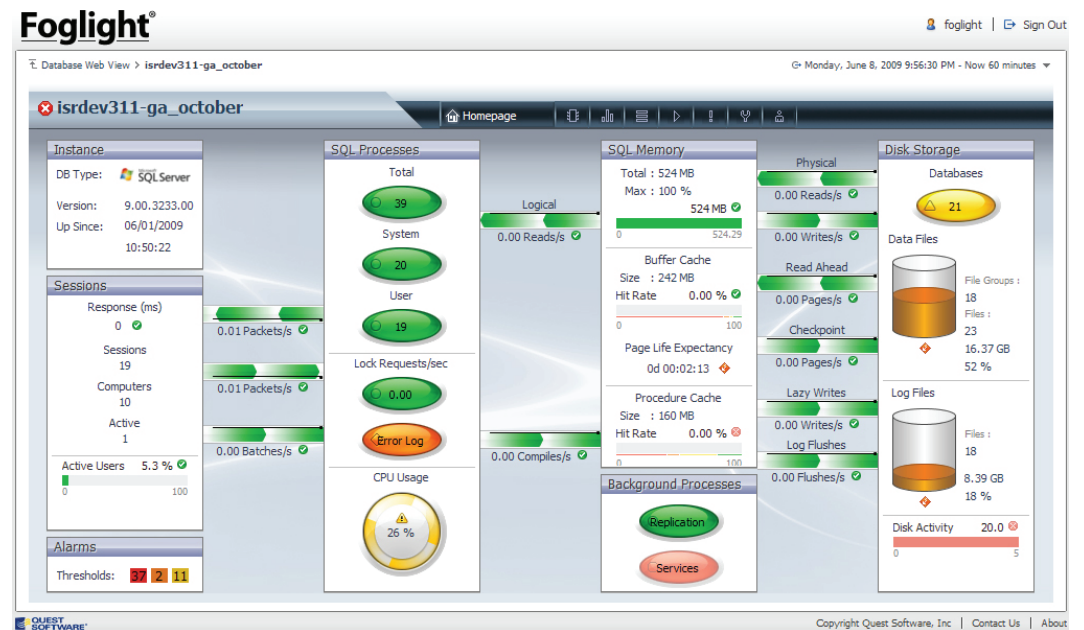 Foglight®
foglight | Sign Out
Database Web View > isrdev311-ga_october
Monday, June 8, 2009 9:56:30 PM - Now 60 minutes
isrdev311-ga_october
Homepage
Instance
DB Type: SQL Server
Version: 9.00.3233.00
Up Since: 06/01/2009
10:50:22
Sessions
Response (ms)
0
Sessions
19
Computers
10
Active
1
Active Users 5.3 %
0 100
Alarms
Thresholds: 37 2 11
0.01 Packets/s
0.01 Packets/s
0.00 Batches/s
SQL Processes
Total
39
System
20
User
19
Lock Requests/sec
0.00
Error Log
CPU Usage
26 %
Logical
0.00 Reads/s
0.00 Compiles/s
SQL Memory
Total : 524 MB
Max : 100 %
524 MB
0 524.29
Buffer Cache
Size : 242 MB
Hit Rate 0.00 %
0 100
Page Life Expectancy
0d 00:02:13
Procedure Cache
Size : 160 MB
Hit Rate 0.00 %
0 100
Background Processes
Replication
Services
Physical
0.00 Reads/s
0.00 Writes/s
Read Ahead
0.00 Pages/s
Checkpoint
0.00 Pages/s
Lazy Writes
0.00 Writes/s
Log Flushes
0.00 Flushes/s
Disk Storage
Databases
21
Data Files
File Groups :
18
Files :
23
16.37 GB
52 %
Log Files
Files :
18
8.39 GB
18 %
Disk Activity 20.0
0 5
QUEST
SOFTWARE®
Copyright Quest Software, Inc | Contact Us | About